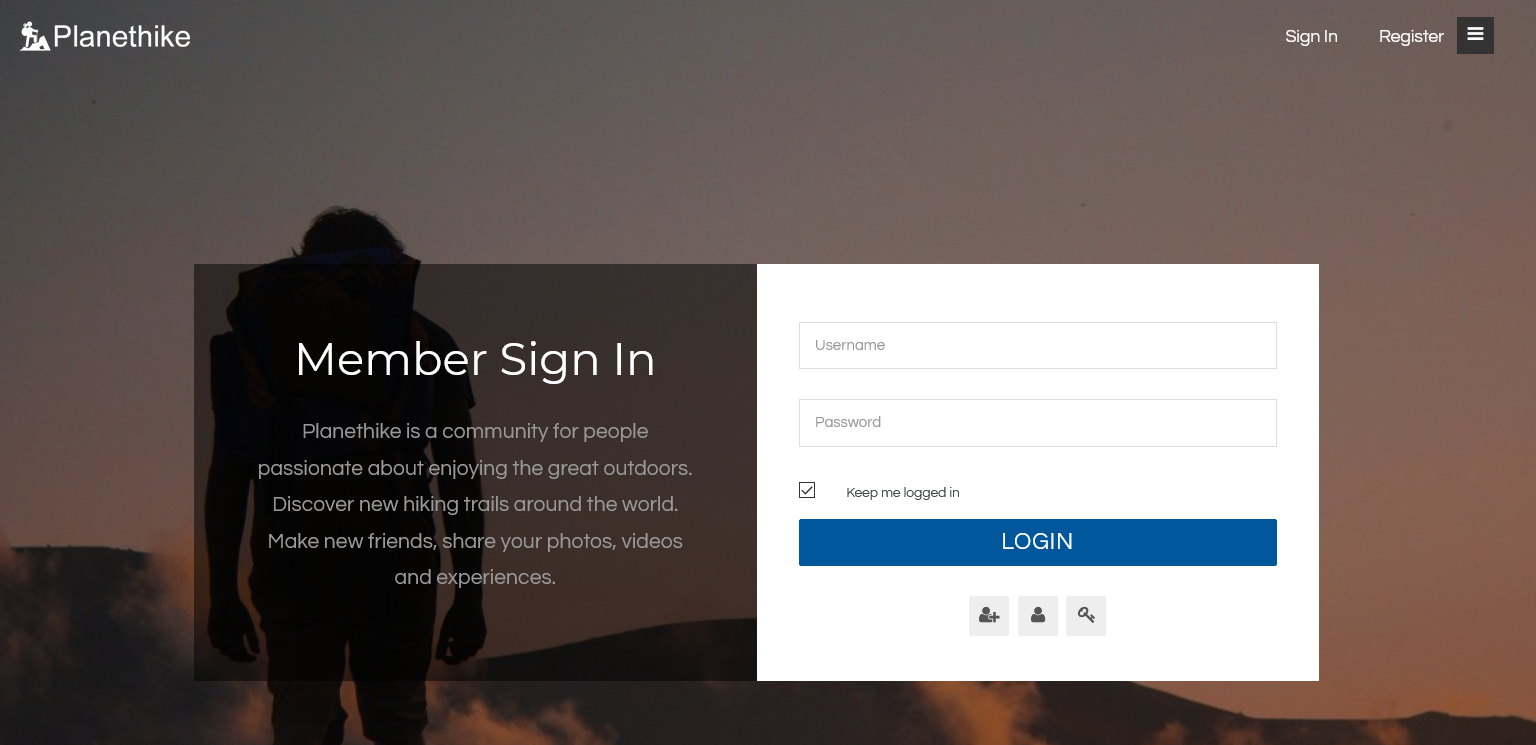 Planethike
Sign In
Register
Member Sign In
Planethike is a community for people
passionate about enjoying the great outdoors.
Discover new hiking trails around the world.
Make new friends, share your photos, videos
and experiences.
Username
Password
Keep me logged in
LOGIN